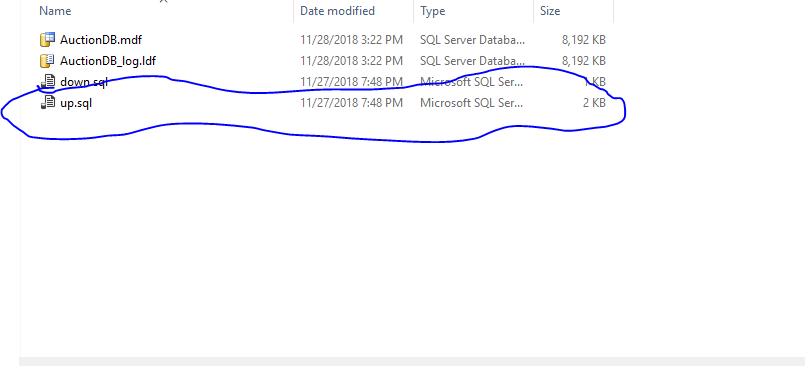 Name Date modified Type Size
AuctionDB.mdf 11/28/2018 3:22 PM SQL Server Databa... 8,192 KB
AuctionDB_log.ldf 11/28/2018 3:22 PM SQL Server Databa... 8,192 KB
down.sql 11/27/2018 7:48 PM Microsoft SQL Ser... 1 KB
up.sql 11/27/2018 7:48 PM Microsoft SQL Ser... 2 KB